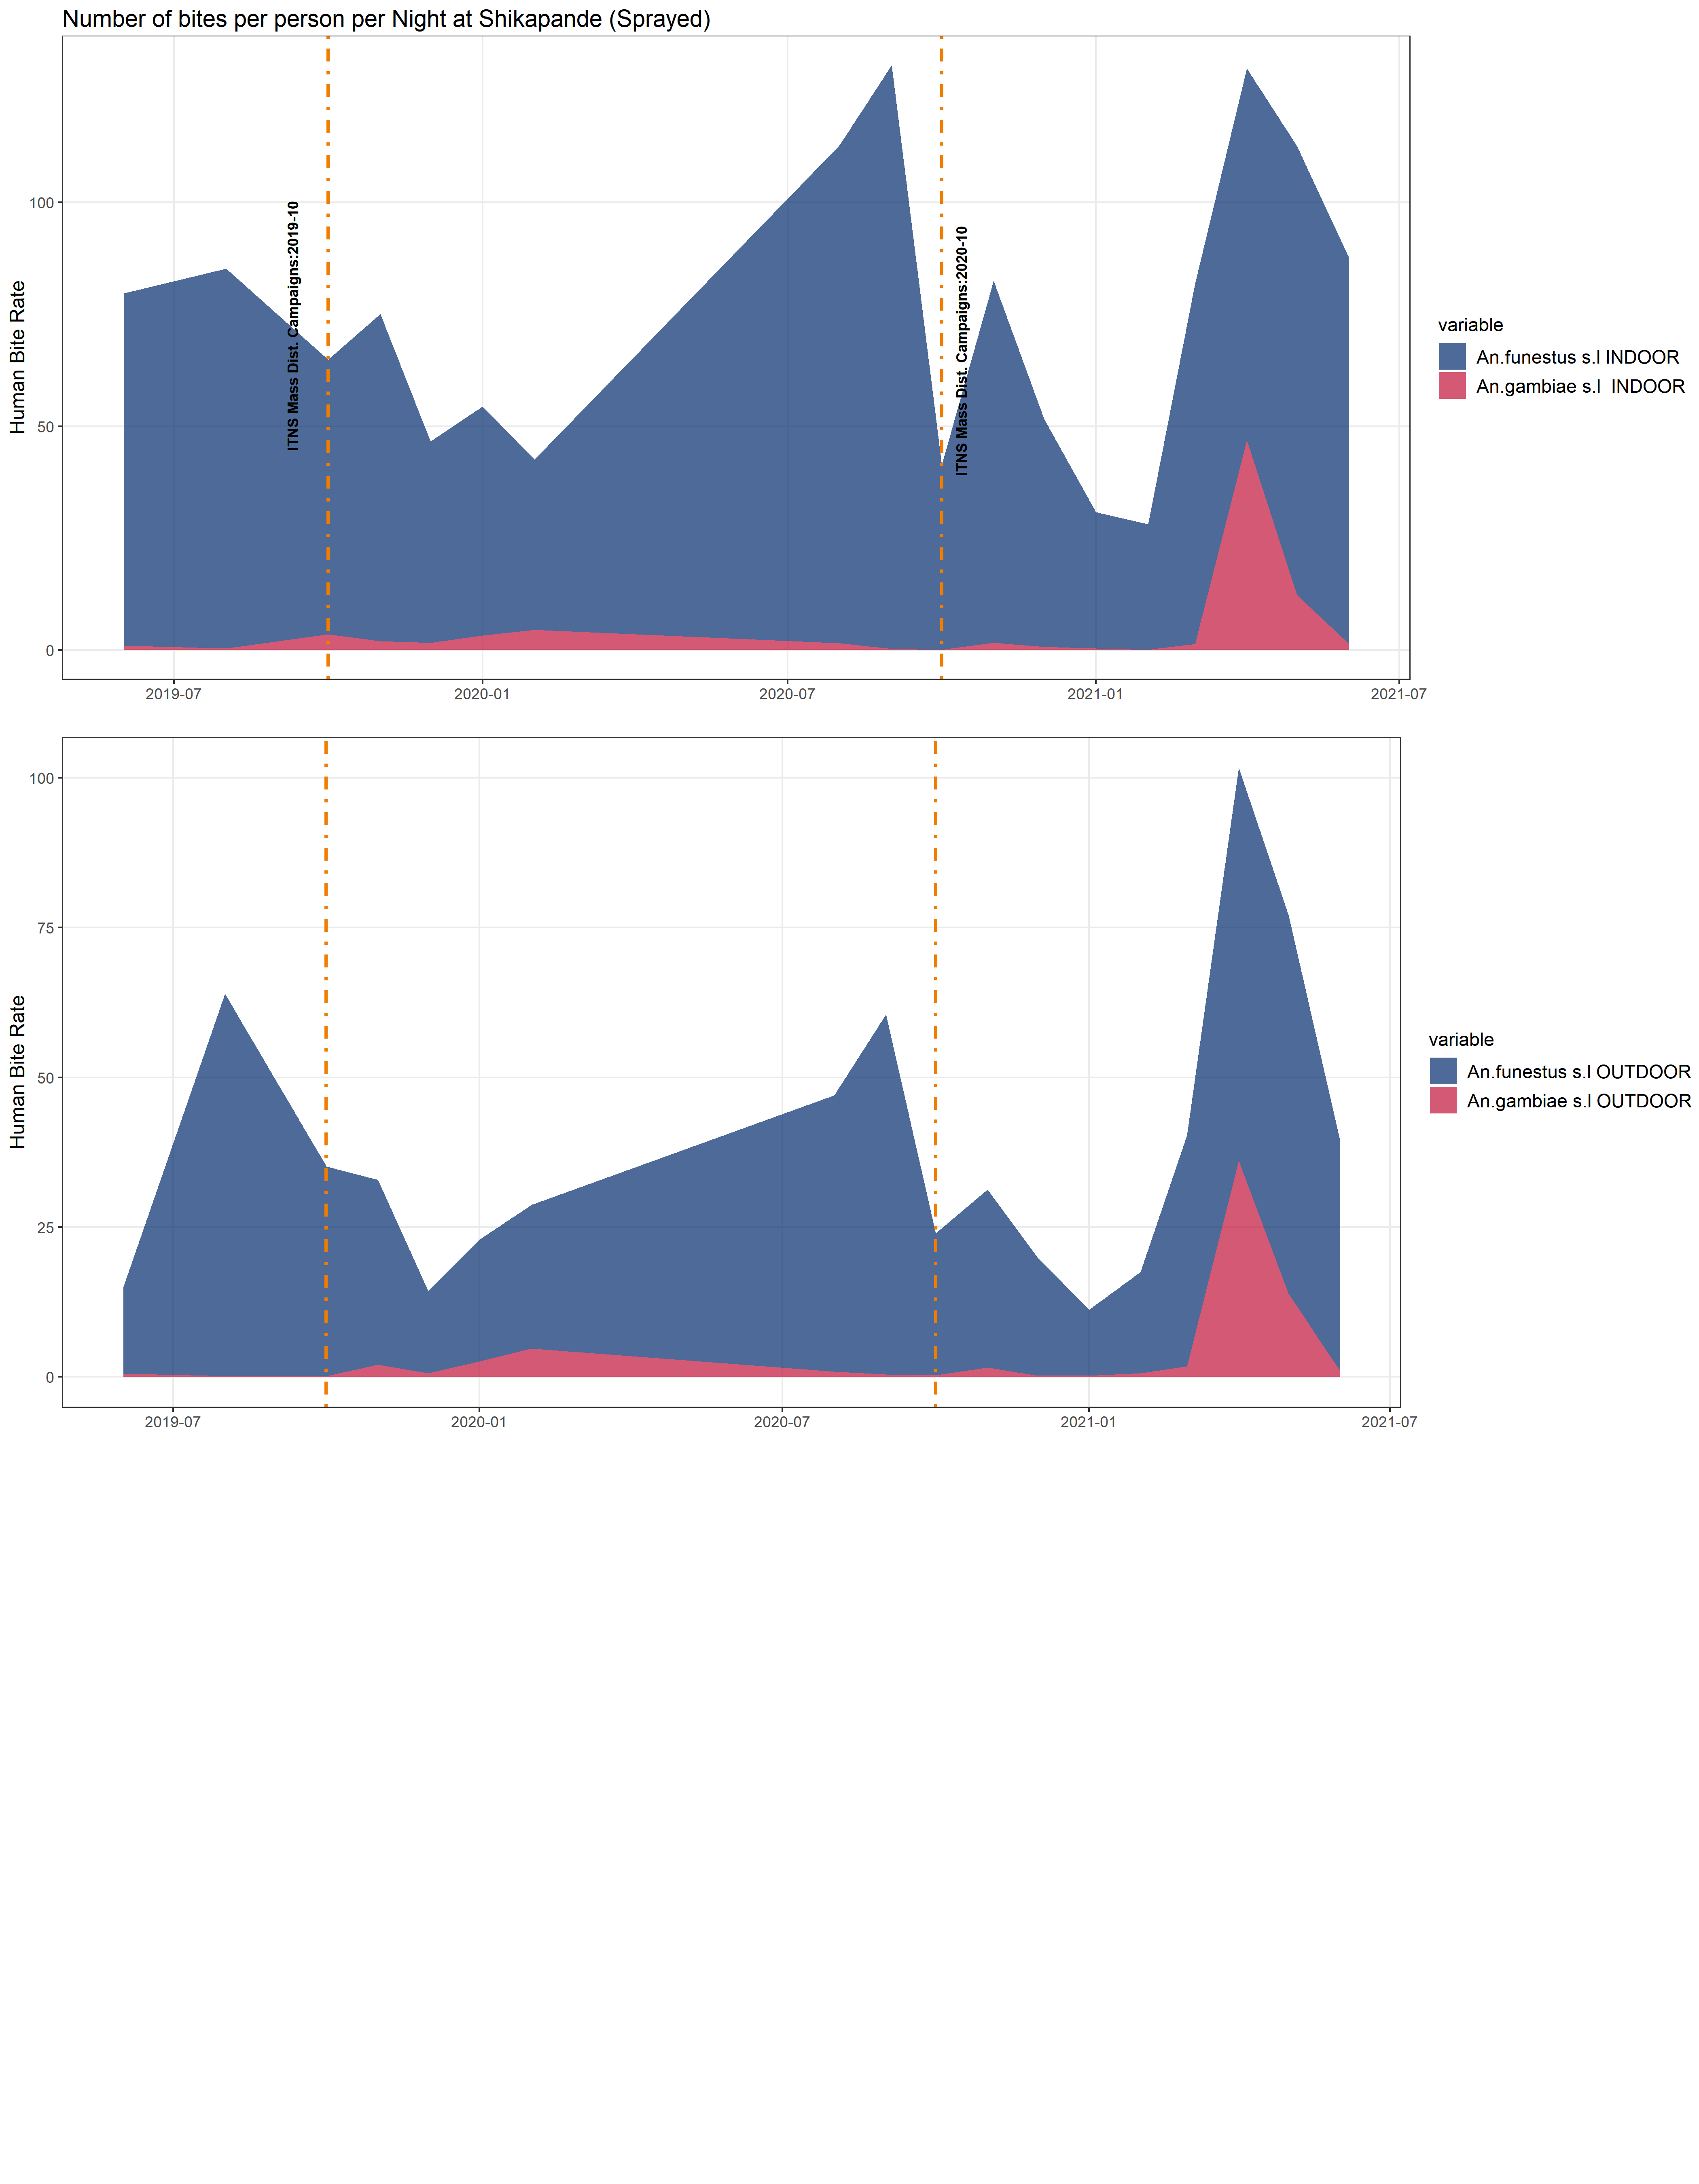 Number of bites per person per Night at Shikapande (Sprayed)
Human Bite Rate
100
50
0
ITNS Mass Dist. Campaigns:2019-10
ITNS Mass Dist. Campaigns:2020-10
2019-07
2020-01
2020-07
2021-01
2021-07
variable
An.funestus s.l INDOOR
An.gambiae s.l  INDOOR
Human Bite Rate
100
75
50
25
0
2019-07
2020-01
2020-07
2021-01
2021-07
variable
An.funestus s.l OUTDOOR
An.gambiae s.l OUTDOOR